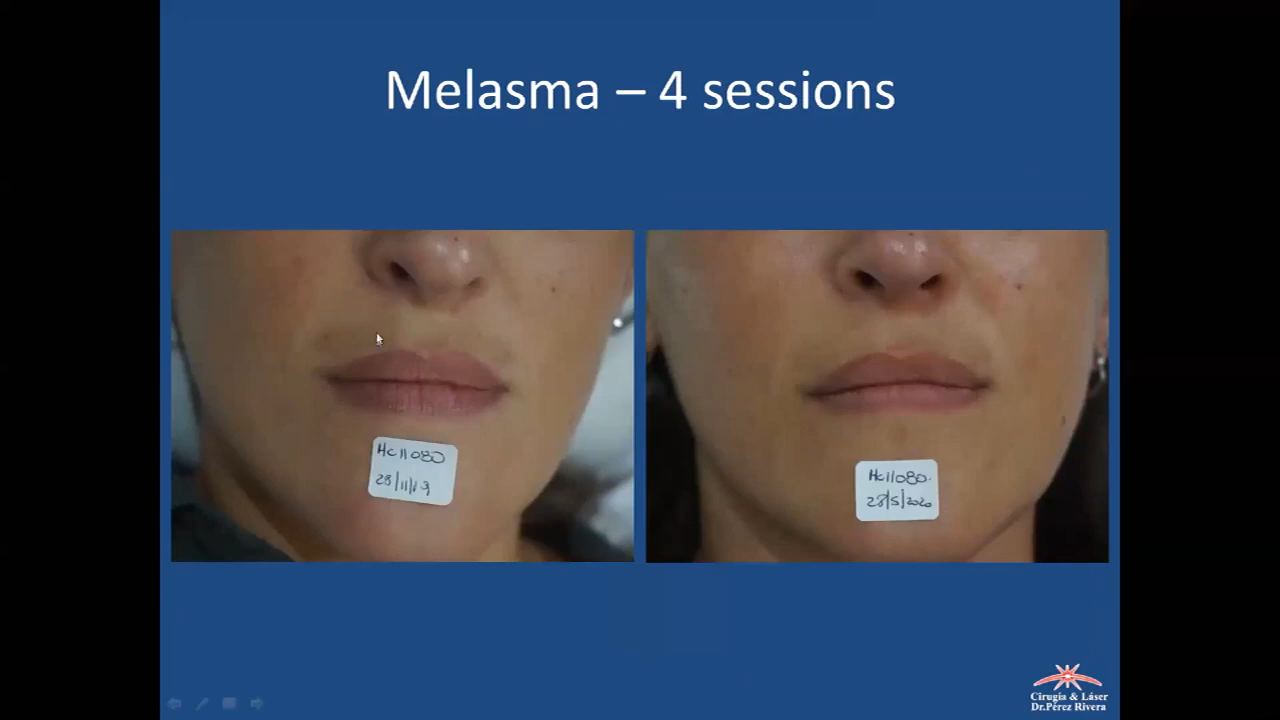 Melasma – 4 sessions
Hc11080
28/11/19
Hc11080.
28/5/2020
Cirugía & Láser
Dr.Pérez Rivera